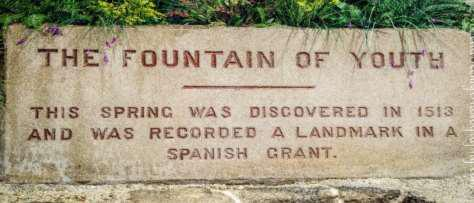 THE FOUNTAIN OF YOUTH
THIS SPRING WAS DISCOVERED IN 1513
AND WAS RECORDED A LANDMARK IN A
SPANISH GRANT.